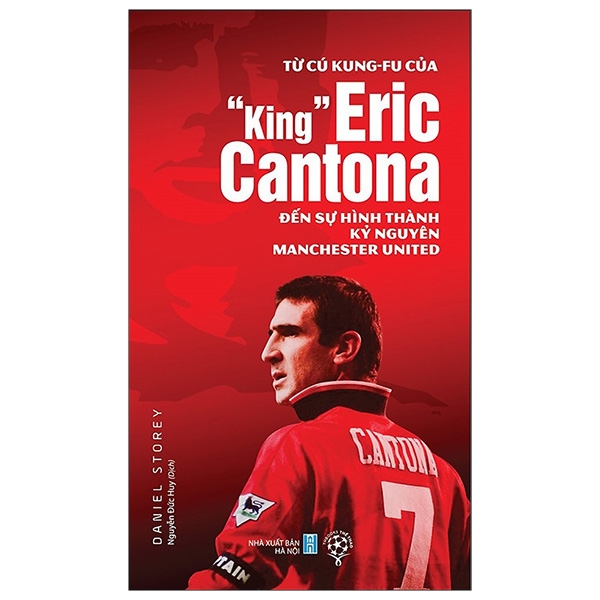 TỪ CÚ KUNG-FU CỦA
“King” Eric
Cantona
ĐẾN SỰ HÌNH THÀNH
KỶ NGUYÊN
MANCHESTER UNITED
DANIEL STOREY
Nguyễn Đức Huy (Dịch)
CANTONA
7
TAIN
NHÀ XUẤT BẢN
HÀ NỘI